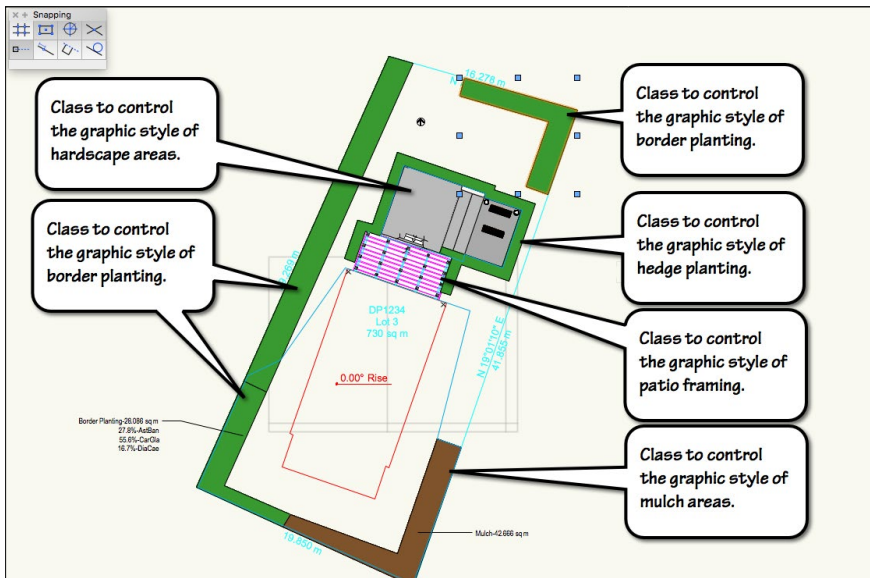 Snapping
Class to control
the graphic style of
hardscape areas.
Class to control
the graphic style of
border planting.
Class to control
the graphic style of
border planting.
Class to control
the graphic style of
hedge planting.
Class to control
the graphic style of
patio framing.
Class to control
the graphic style of
mulch areas.
16.278 m
DP1234
Lot 3
730 sq m
N 19°01'10" E
41.855 m
0.00° Rise
Border Planting-28.086 sq m
27.8%-AstBan
55.6%-CarGla
16.7%-DiaCae
19.850 m
Mulch-42.666 sq m